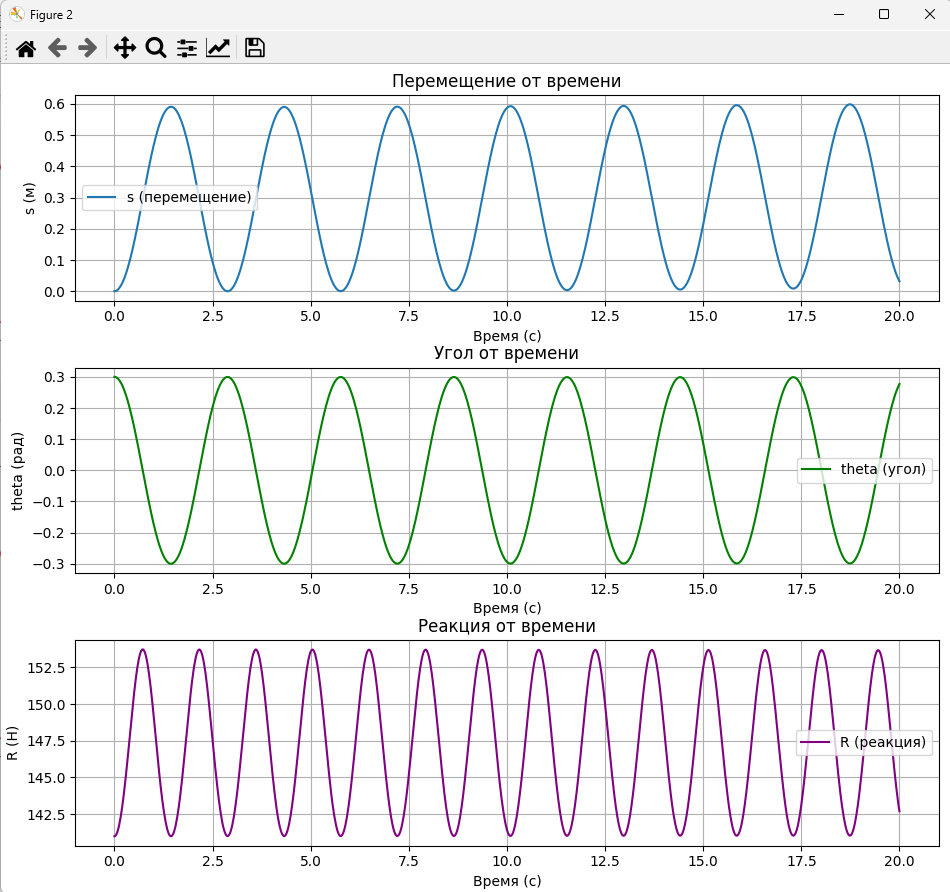 Figure 2
Перемещение от времени
0.6
0.5
0.4
0.3
0.2
0.1
0.0
s (м)
s (перемещение)
0.0 2.5 5.0 7.5 10.0 12.5 15.0 17.5 20.0
Время (с)
Угол от времени
0.3
0.2
0.1
0.0
−0.1
−0.2
−0.3
theta (рад)
theta (угол)
0.0 2.5 5.0 7.5 10.0 12.5 15.0 17.5 20.0
Время (с)
Реакция от времени
152.5
150.0
147.5
145.0
142.5
R (Н)
R (реакция)
0.0 2.5 5.0 7.5 10.0 12.5 15.0 17.5 20.0
Время (с)